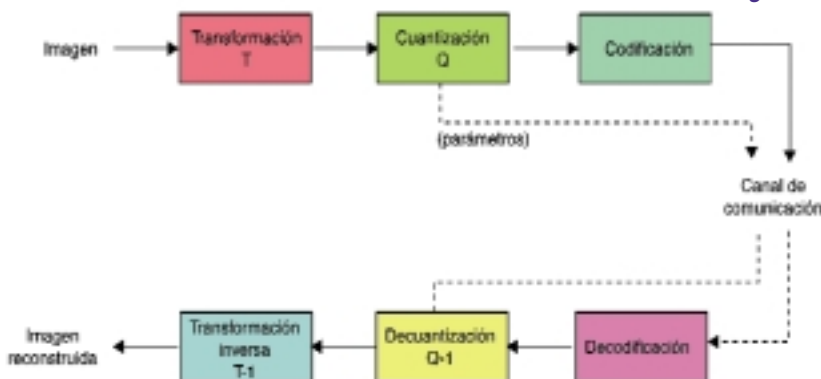 Imagen
Transformación
T
Cuantización
Q
Codificación
(parámetros)
Canal de
comunicación
Imagen
reconstruida
Transformación
inversa
T-1
Decuantización
Q-1
Decodificación